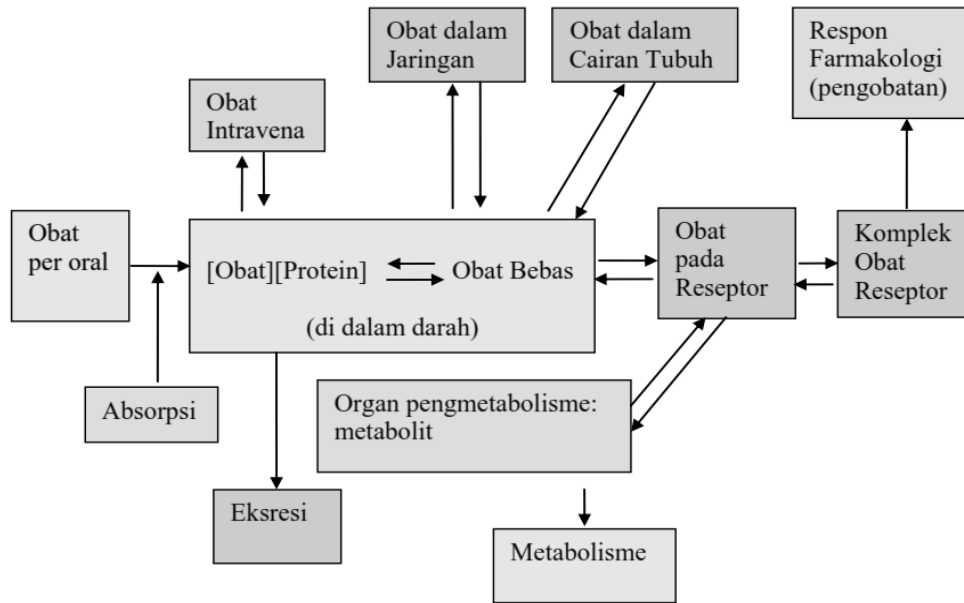 Obat dalam
Jaringan
Obat dalam
Cairan Tubuh
Respon
Farmakologi
(pengobatan)
Obat
Intravena
Obat
per oral
[Obat][Protein]
Obat Bebas
(di dalam darah)
Obat
pada
Reseptor
Komplek
Obat
Reseptor
Absorpsi
Organ pengmetabolisme:
metabolit
Eksresi
Metabolisme